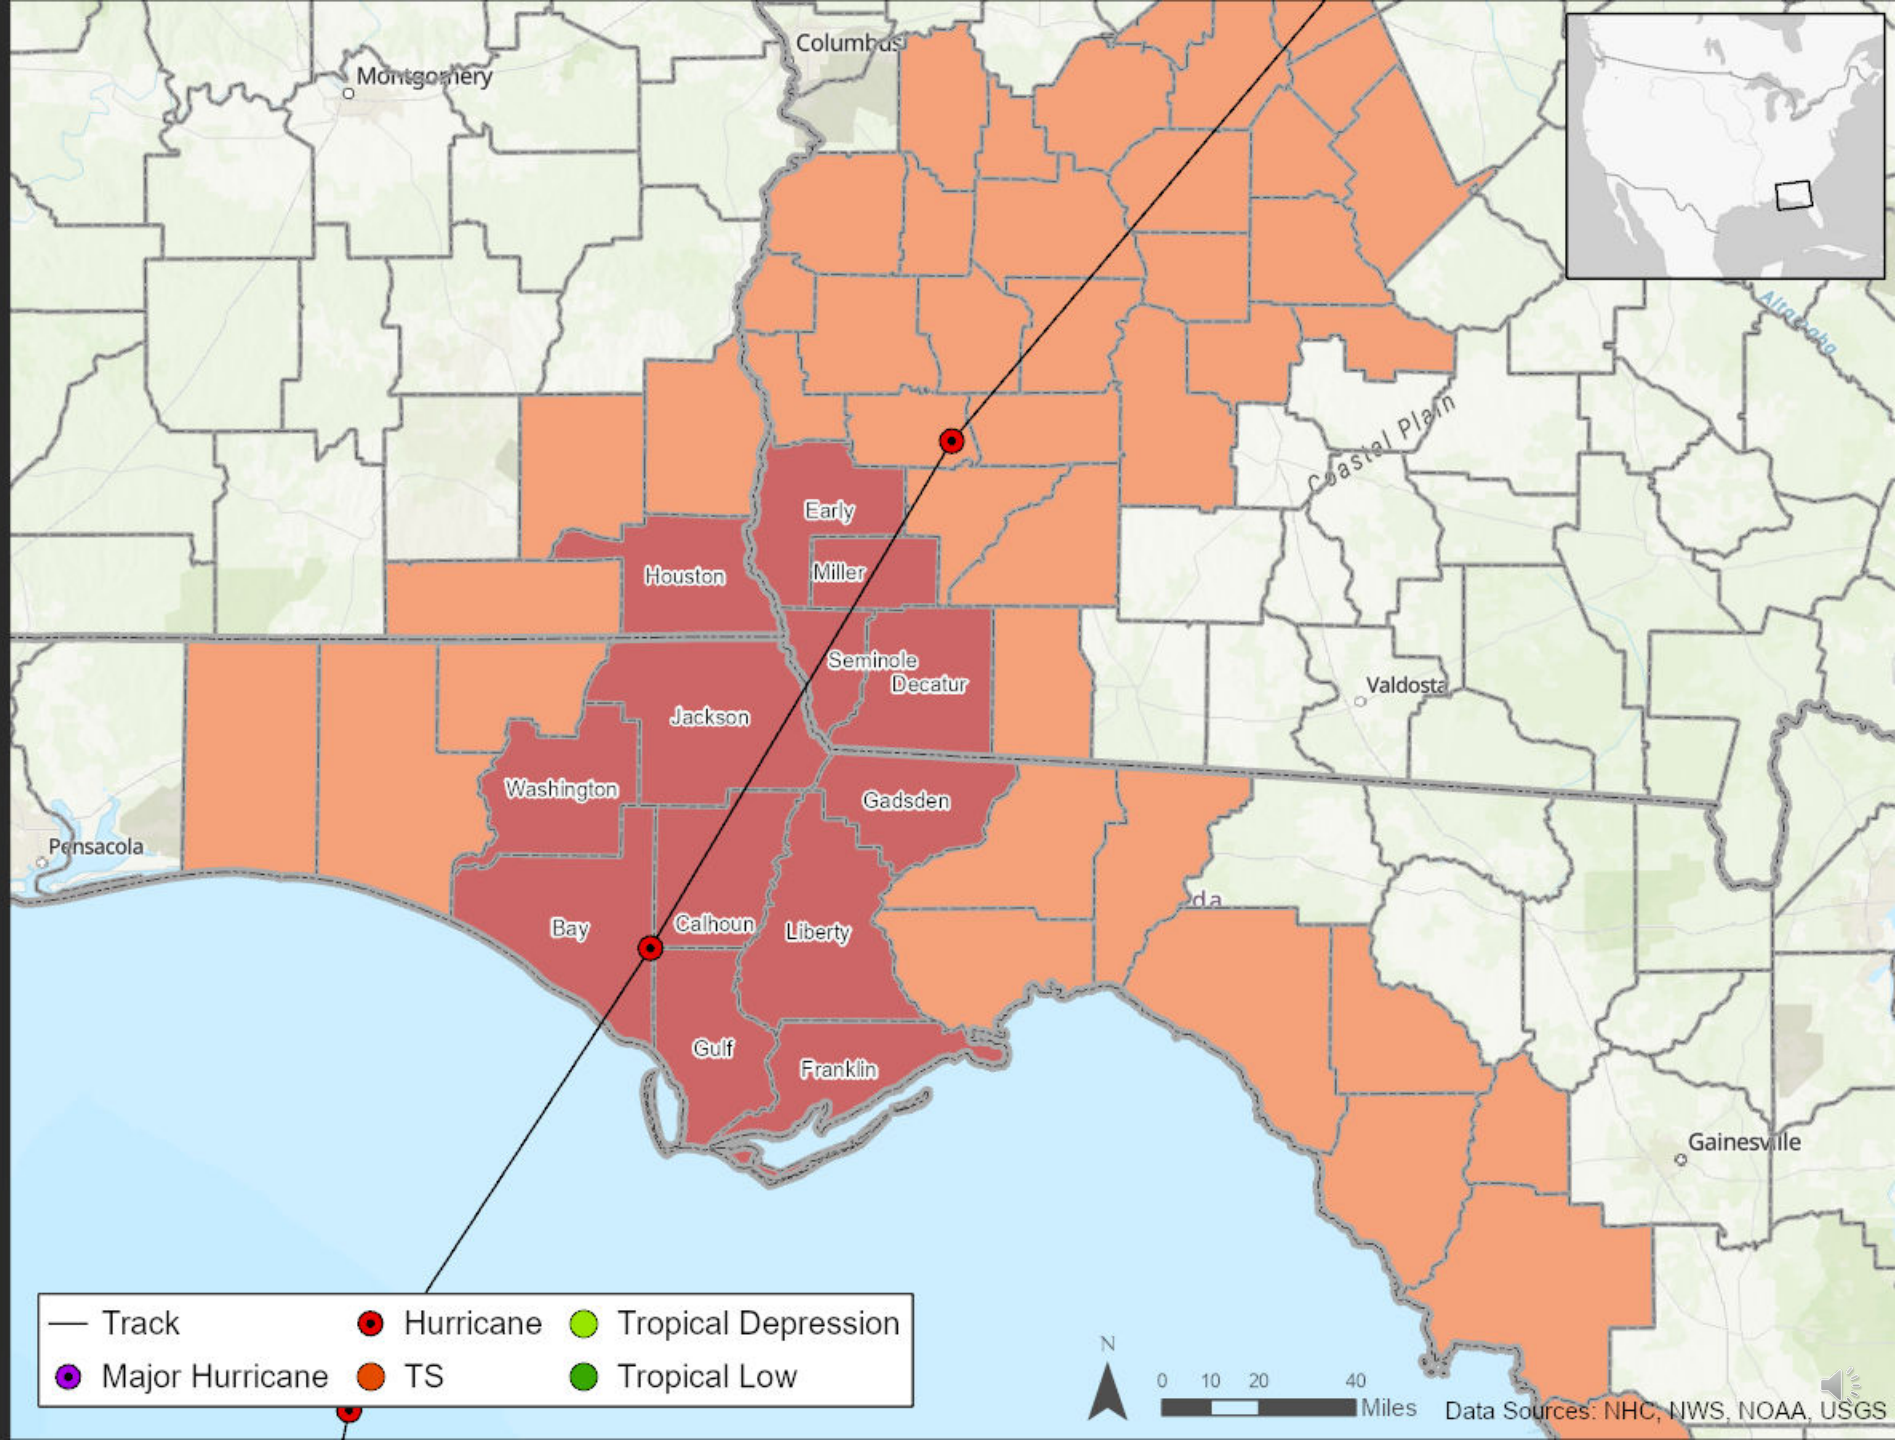 Columbus
Montgomery
Altamaha
Coastal Plain
Early
Houston
Miller
Seminole
Decatur
Valdosta
Jackson
Washington
Gadsden
Pensacola
da
Bay
Calhoun
Liberty
Gulf
Franklin
Gainesville
Track
Hurricane
Tropical Depression
Major Hurricane
TS
Tropical Low
N
0 10 20 40
Miles
Data Sources: NHC, NWS, NOAA, USGS